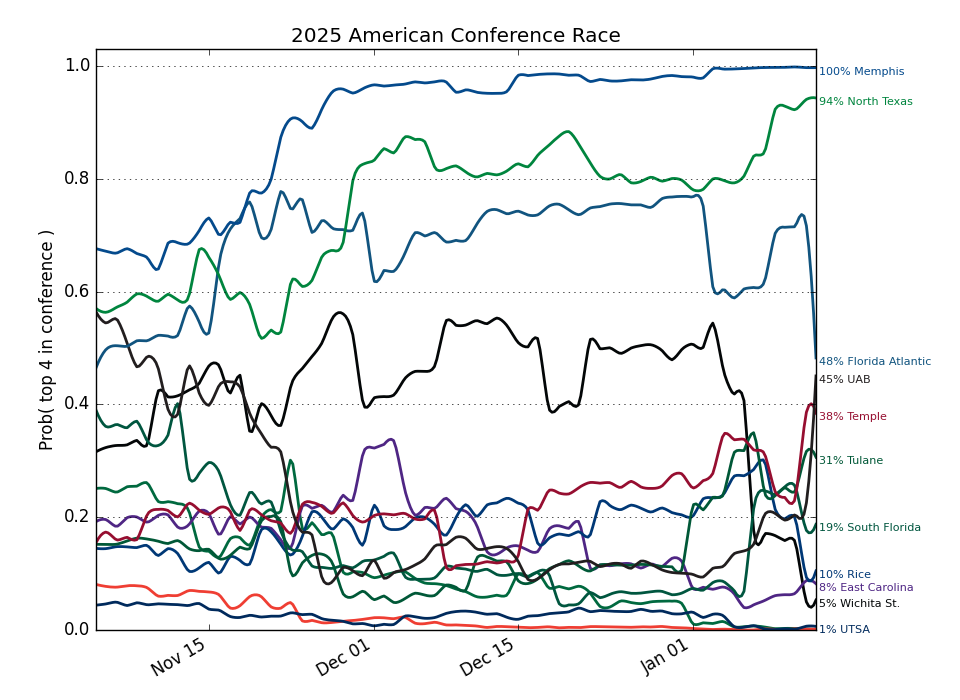 2025 American Conference Race
Prob( top 4 in conference )
1.0
0.8
0.6
0.4
0.2
0.0
Nov 15
Dec 01
Dec 15
Jan 01
100% Memphis
94% North Texas
48% Florida Atlantic
45% UAB
38% Temple
31% Tulane
19% South Florida
10% Rice
8% East Carolina
5% Wichita St.
1% UTSA